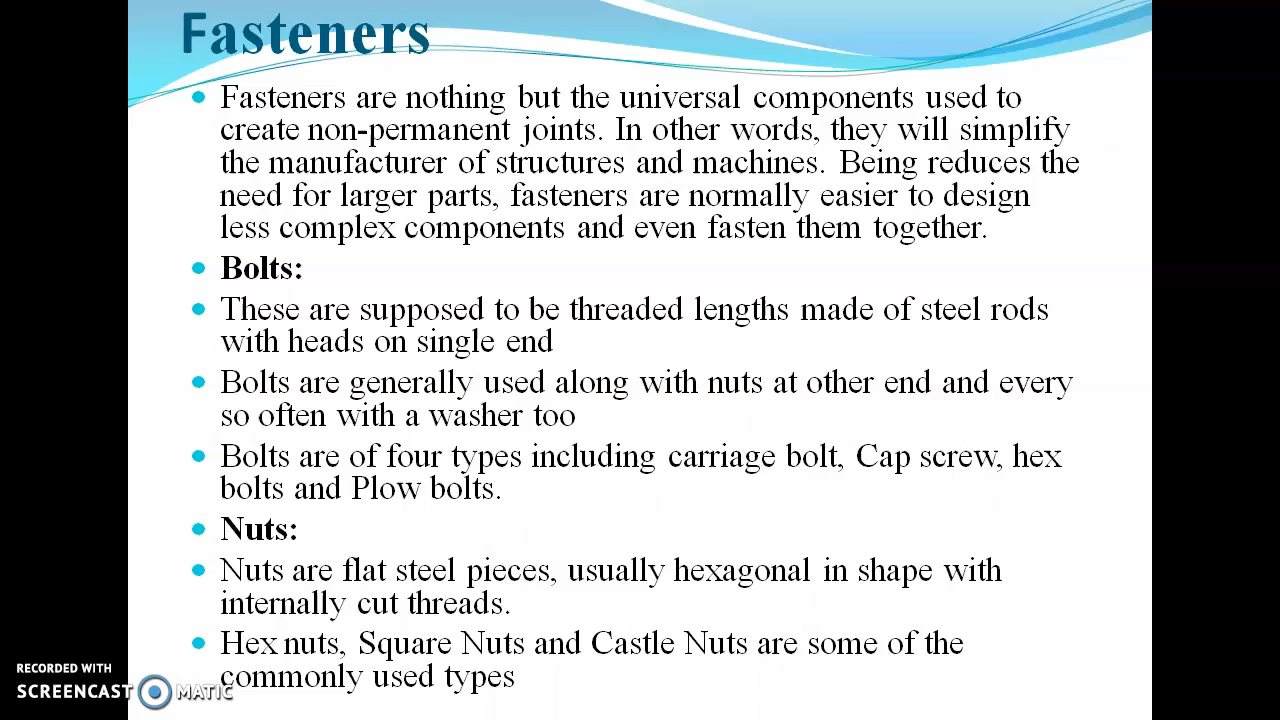 Fasteners
Fasteners are nothing but the universal components used to
create non-permanent joints. In other words, they will simplify
the manufacturer of structures and machines. Being reduces the
need for larger parts, fasteners are normally easier to design
less complex components and even fasten them together.
Bolts:
These are supposed to be threaded lengths made of steel rods
with heads on single end
Bolts are generally used along with nuts at other end and every
so often with a washer too
Bolts are of four types including carriage bolt, Cap screw, hex
bolts and Plow bolts.
Nuts:
Nuts are flat steel pieces, usually hexagonal in shape with
internally cut threads.
Hex nuts, Square Nuts and Castle Nuts are some of the
commonly used types
RECORDED WITH
SCREENCAST MATIC